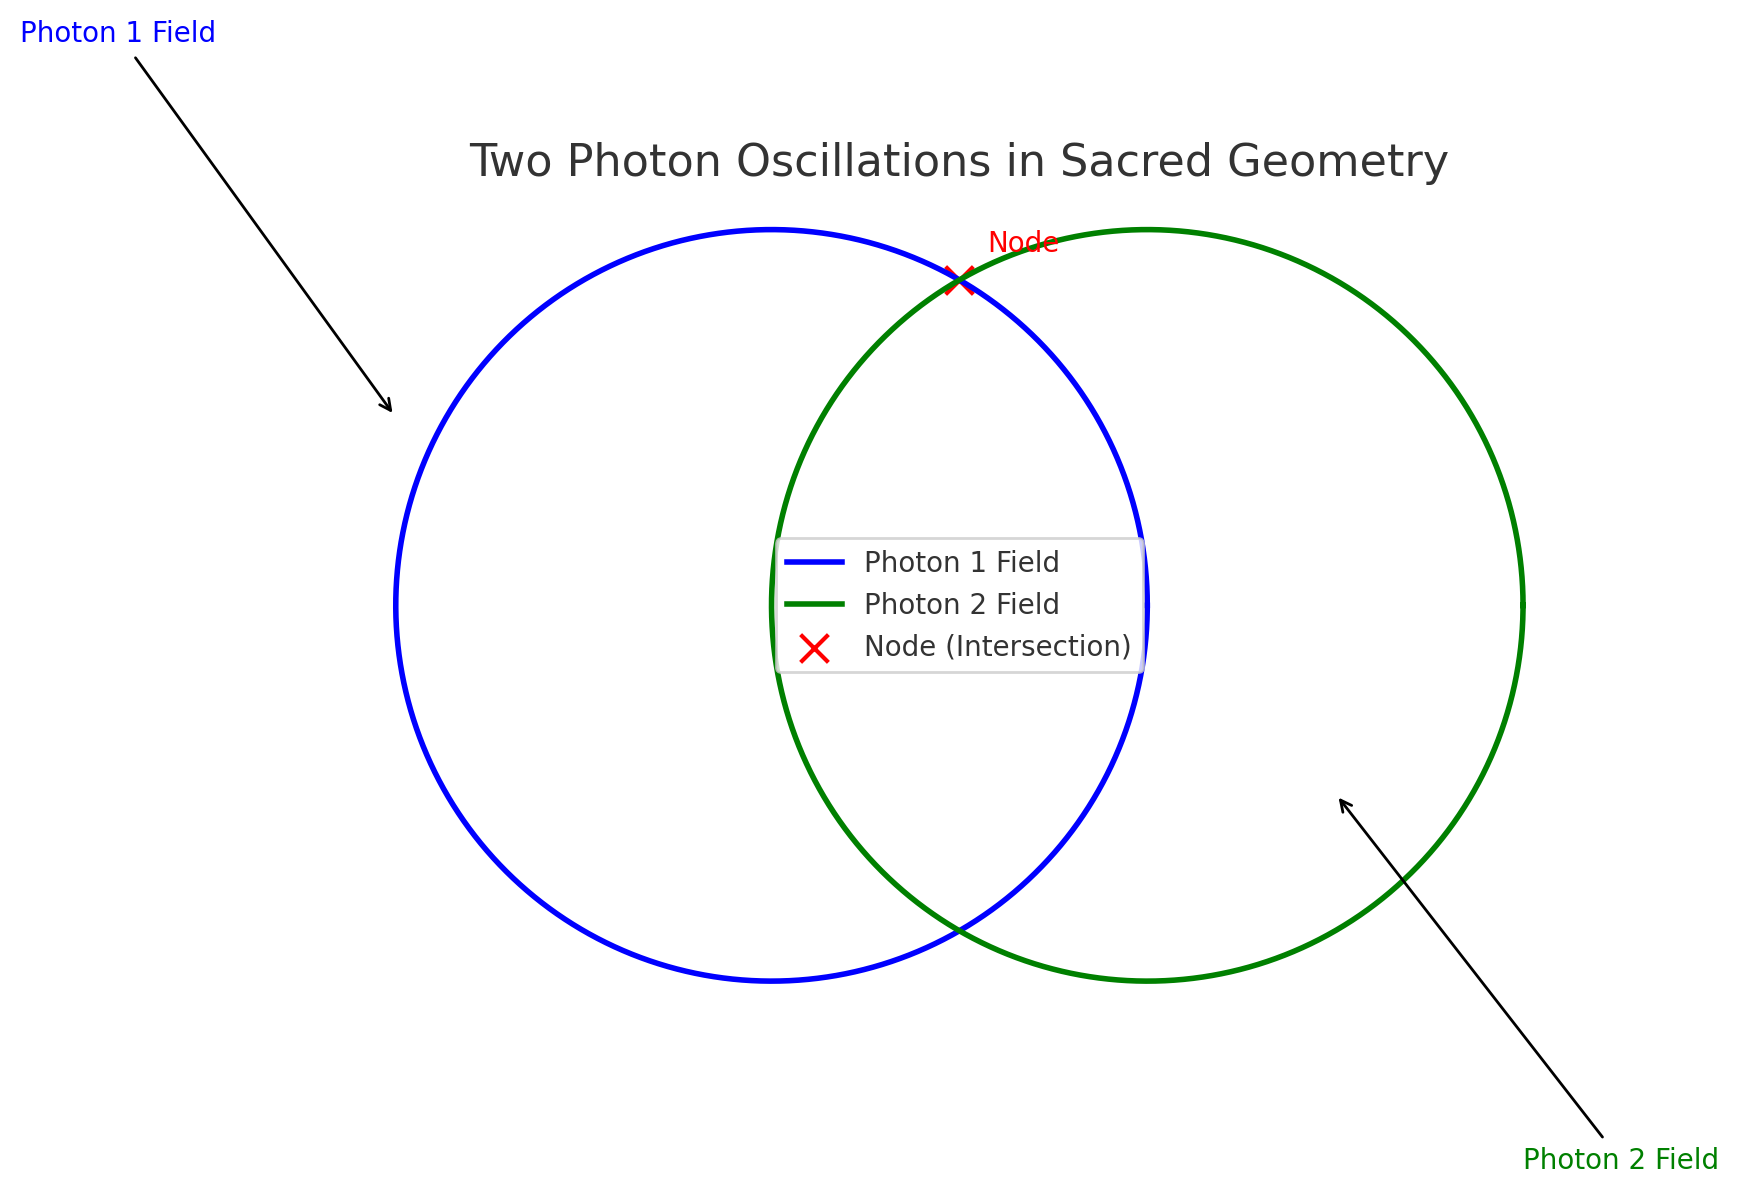 Photon 1 Field
Two Photon Oscillations in Sacred Geometry
Node
Photon 1 Field
Photon 2 Field
Node (Intersection)
Photon 2 Field